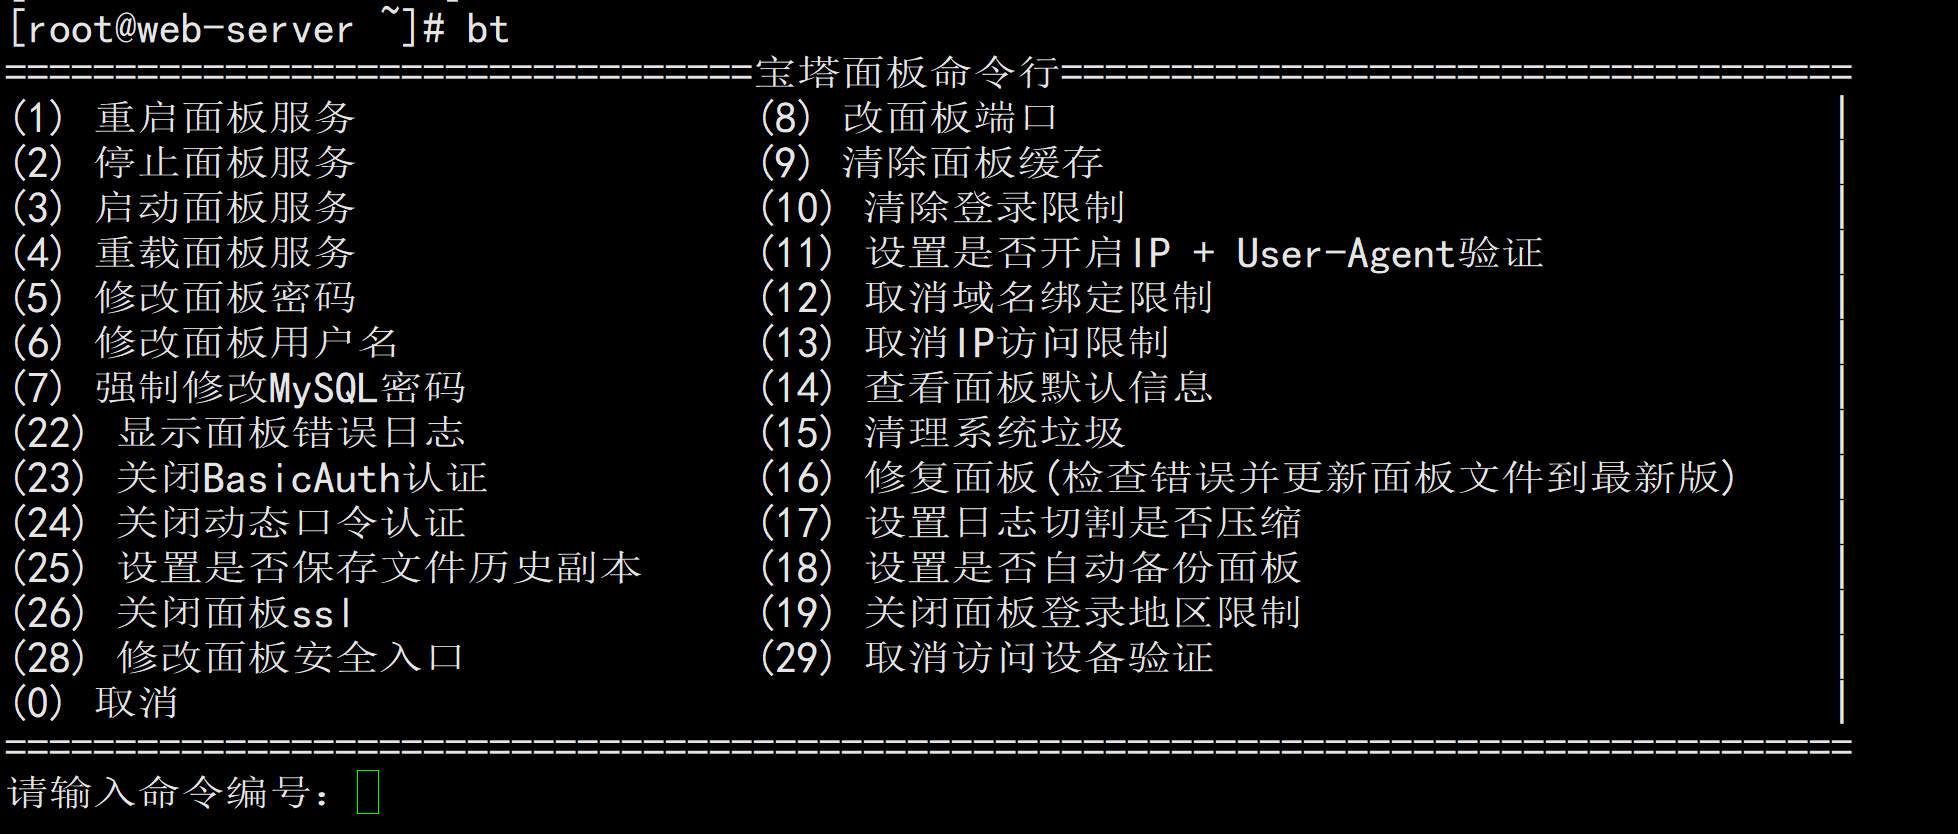 [root@web-server ~]# bt
==================================宝塔面板命令行====================================
(1) 重启面板服务                  (8) 改面板端口                                   |
(2) 停止面板服务                  (9) 清除面板缓存                                 |
(3) 启动面板服务                  (10) 清除登录限制                                |
(4) 重载面板服务                  (11) 设置是否开启IP + User-Agent验证             |
(5) 修改面板密码                  (12) 取消域名绑定限制                            |
(6) 修改面板用户名                (13) 取消IP访问限制                              |
(7) 强制修改MySQL密码             (14) 查看面板默认信息                            |
(22) 显示面板错误日志             (15) 清理系统垃圾                                |
(23) 关闭BasicAuth认证            (16) 修复面板(检查错误并更新面板文件到最新版)    |
(24) 关闭动态口令认证             (17) 设置日志切割是否压缩                        |
(25) 设置是否保存文件历史副本     (18) 设置是否自动备份面板                        |
(26) 关闭面板ssl                  (19) 关闭面板登录地区限制                        |
(28) 修改面板安全入口             (29) 取消访问设备验证                            |
(0) 取消                                                                           |
====================================================================================
请输入命令编号：